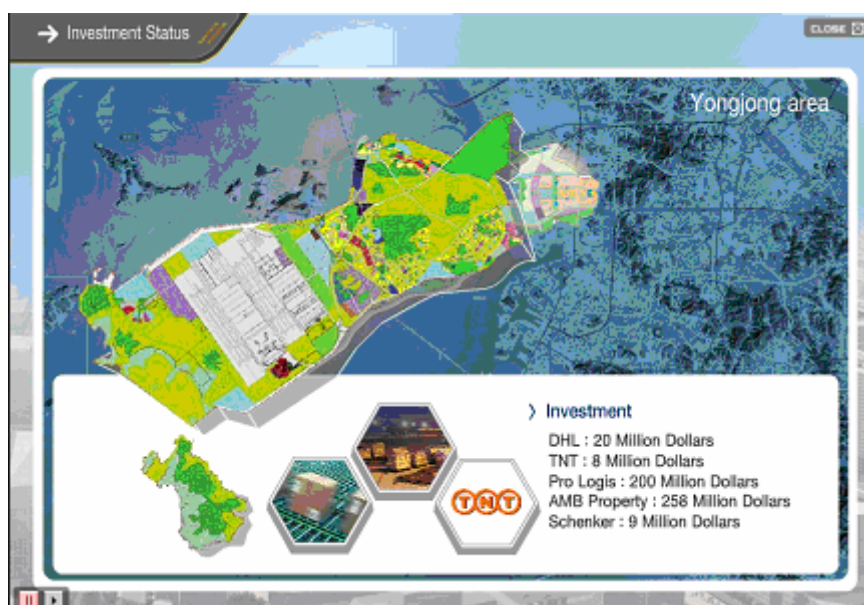 Investment Status
CLOSE
Yongjong area
Investment
DHL : 20 Million Dollars
TNT : 8 Million Dollars
Pro Logis : 200 Million Dollars
AMB Property : 258 Million Dollars
Schenker : 9 Million Dollars
TNT